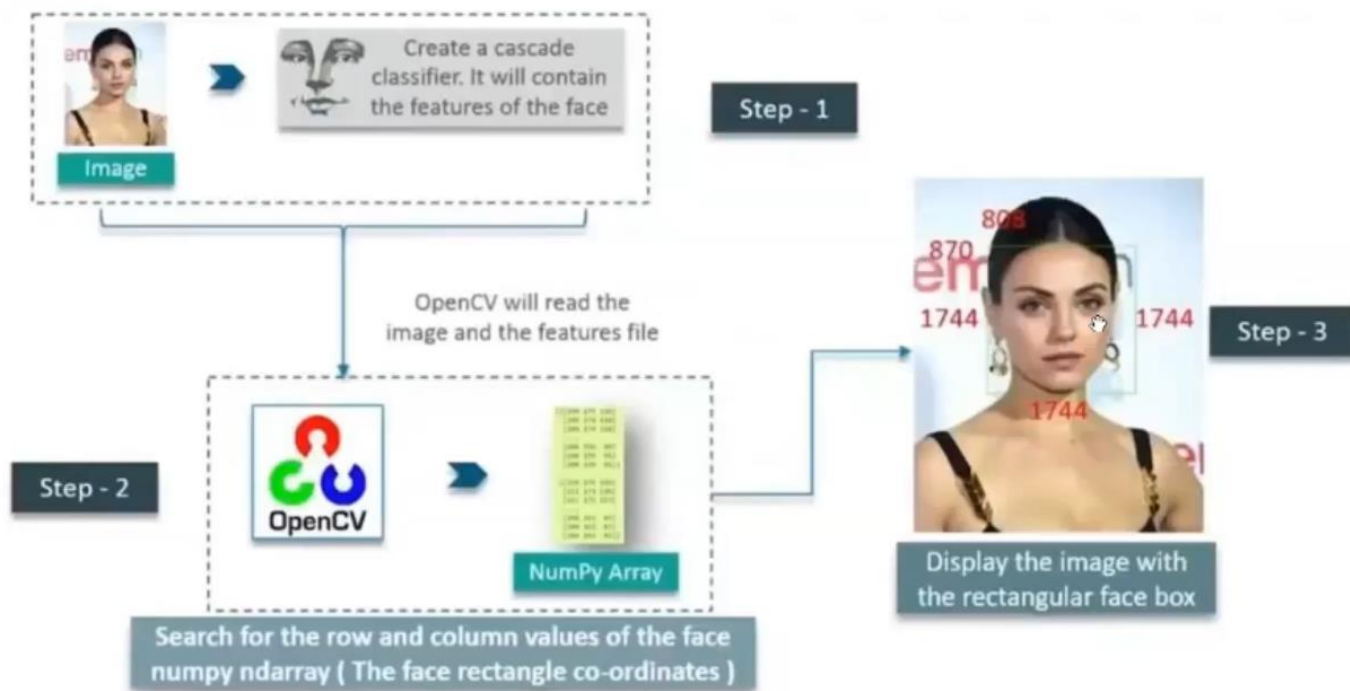 Create a cascade
classifier. It will contain
the features of the face
Image
Step - 1
OpenCV will read the
image and the features file
808
870
1744
1744
1744
Step - 3
Step - 2
OpenCV
NumPy Array
Display the image with
the rectangular face box
Search for the row and column values of the face
numpy ndarray ( The face rectangle co-ordinates )